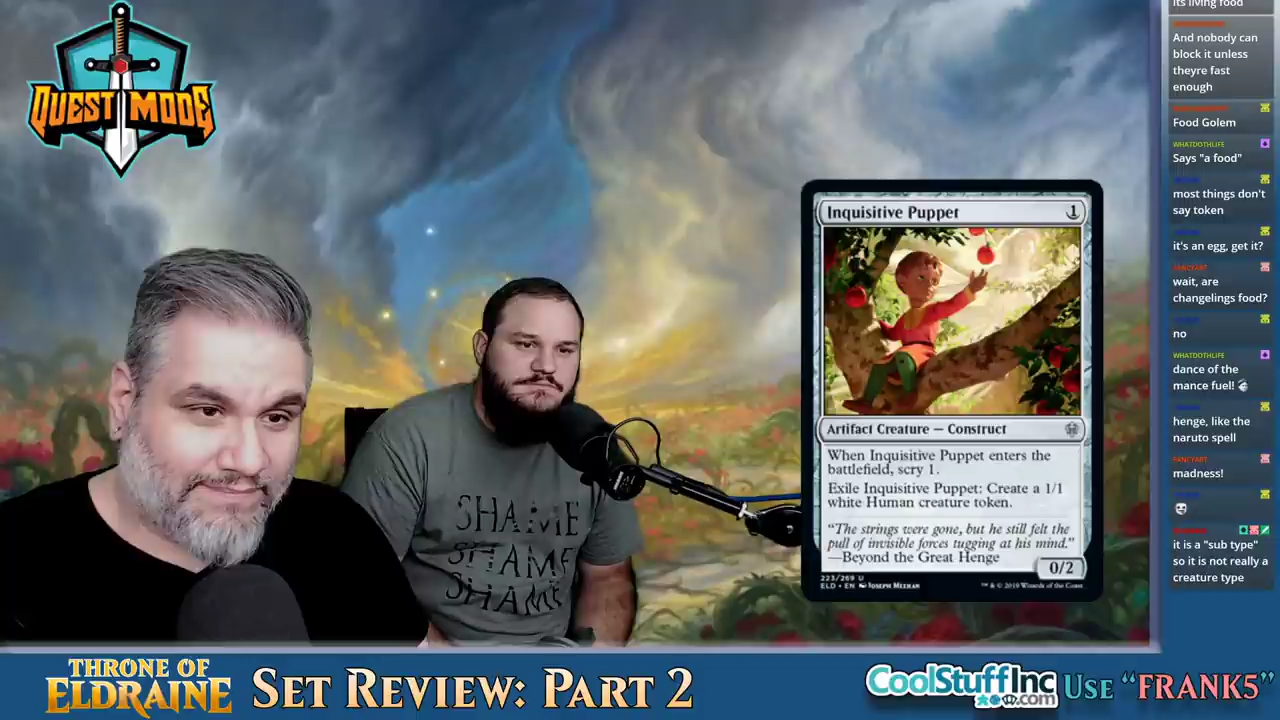 QUEST MODE
SHAME
SHAME
SHAME
Inquisitive Puppet 1
Artifact Creature — Construct
When Inquisitive Puppet enters the
battlefield, scry 1.
Exile Inquisitive Puppet: Create a 1/1
white Human creature token.
“The strings were gone, but he still felt the
pull of invisible forces tugging at his mind.”
—Beyond the Great Henge
0/2
223/269 U
ELD • EN Joseph Meehan
™ & © 2019 Wizards of the Coast
its living food
And nobody can
block it unless
theyre fast
enough
Food Golem
WHATDOTHLIFE
Says "a food"
most things don't
say token
it's an egg, get it?
FANCYART
wait, are
changelings food?
no
WHATDOTHLIFE
dance of the
mance fuel!
henge, like the
naruto spell
FANCYART
madness!
it is a "sub type"
so it is not really a
creature type
THRONE OF
ELDRAINE
Set Review: Part 2
CoolStuffInc
.com
Use “FRANK5”